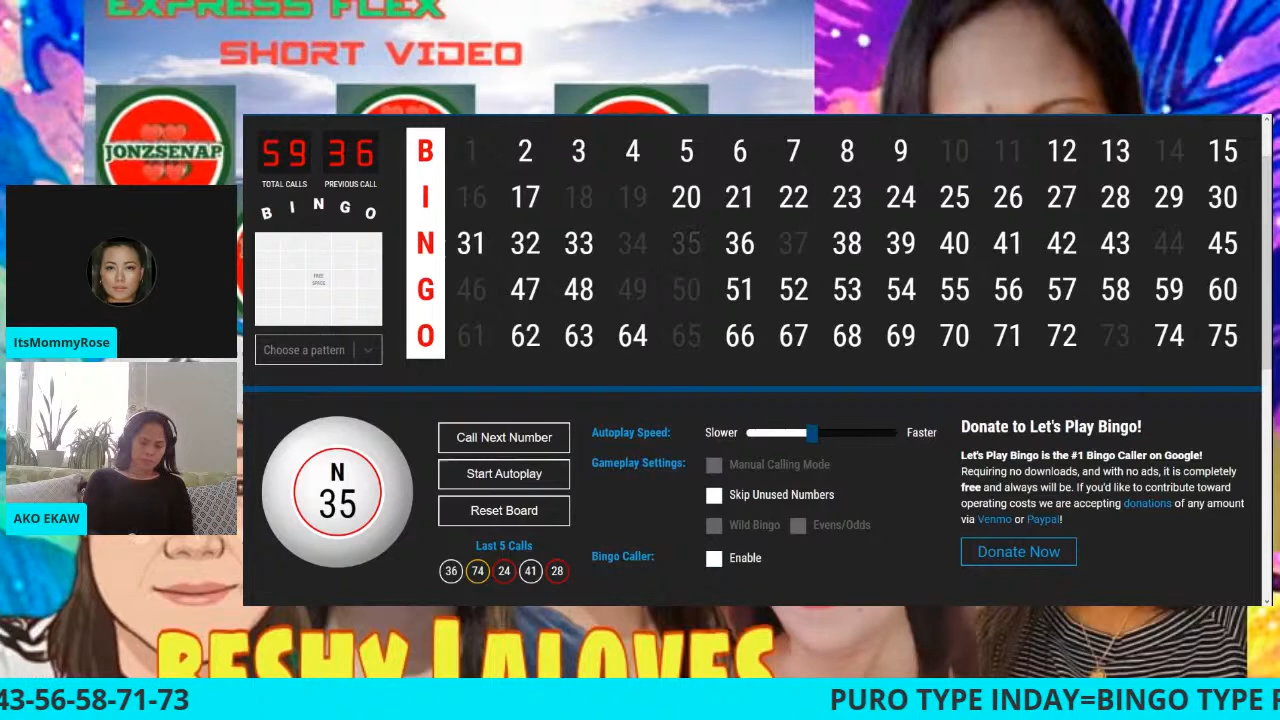 EXPRESS FLEX
SHORT VIDEO
JONZSENAP
59 36
TOTAL CALLS PREVIOUS CALL
B I N G O
FREE
SPACE
Choose a pattern
B 1 2 3 4 5 6 7 8 9 10 11 12 13 14 15
I 16 17 18 19 20 21 22 23 24 25 26 27 28 29 30
N 31 32 33 34 35 36 37 38 39 40 41 42 43 44 45
G 46 47 48 49 50 51 52 53 54 55 56 57 58 59 60
O 61 62 63 64 65 66 67 68 69 70 71 72 73 74 75
ItsMommyRose
AKO EKAW
N
35
Call Next Number
Start Autoplay
Reset Board
Last 5 Calls
36 74 24 41 28
Autoplay Speed: Slower Faster
Gameplay Settings: Manual Calling Mode
Skip Unused Numbers
Wild Bingo Evens/Odds
Bingo Caller: Enable
Donate to Let's Play Bingo!
Let's Play Bingo is the #1 Bingo Caller on Google!
Requiring no downloads, and with no ads, it is completely
free and always will be. If you'd like to contribute toward
operating costs we are accepting donations of any amount
via Venmo or Paypal!
Donate Now
BESHY LALOVES
43-56-58-71-73
PURO TYPE INDAY=BINGO TYPE